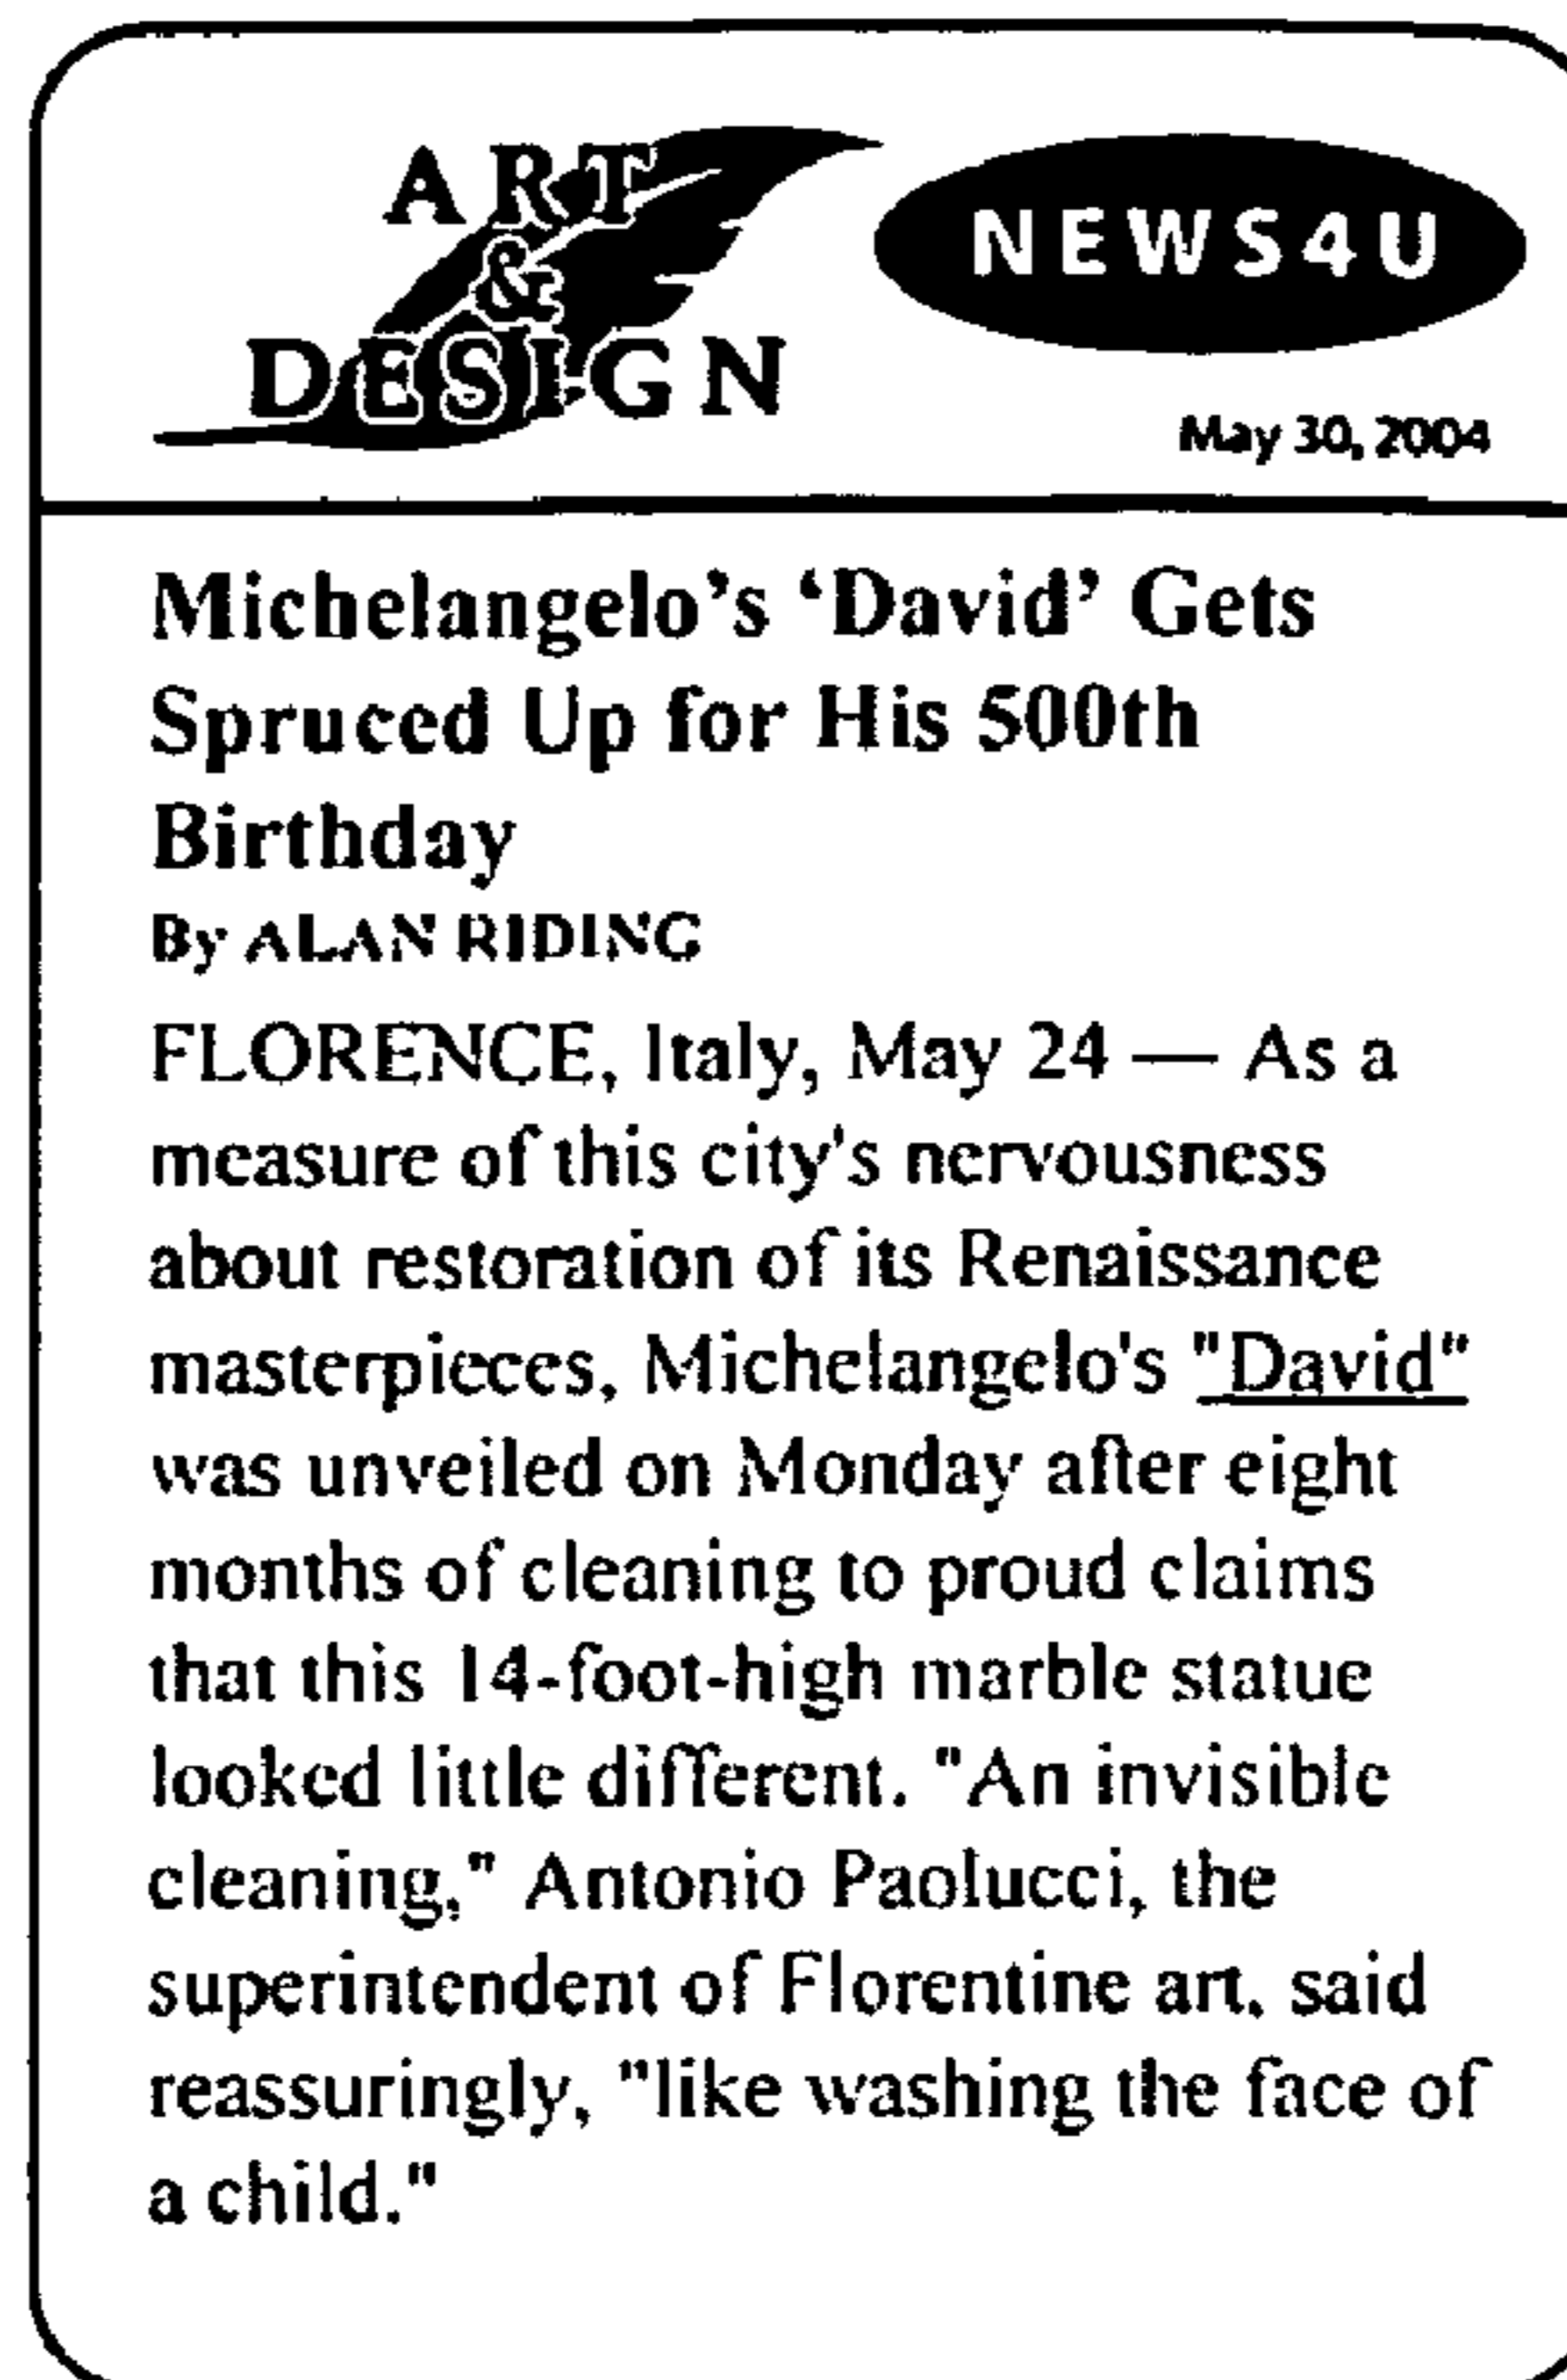 ART
&
DESIGN
NEWS4U
May 30, 2004
Michelangelo's 'David' Gets
Spruced Up for His 500th
Birthday
By ALAN RIDING
FLORENCE, Italy, May 24 — As a
measure of this city's nervousness
about restoration of its Renaissance
masterpieces, Michelangelo's "David"
was unveiled on Monday after eight
months of cleaning to proud claims
that this 14-foot-high marble statue
looked little different. "An invisible
cleaning," Antonio Paolucci, the
superintendent of Florentine art, said
reassuringly, "like washing the face of
a child."